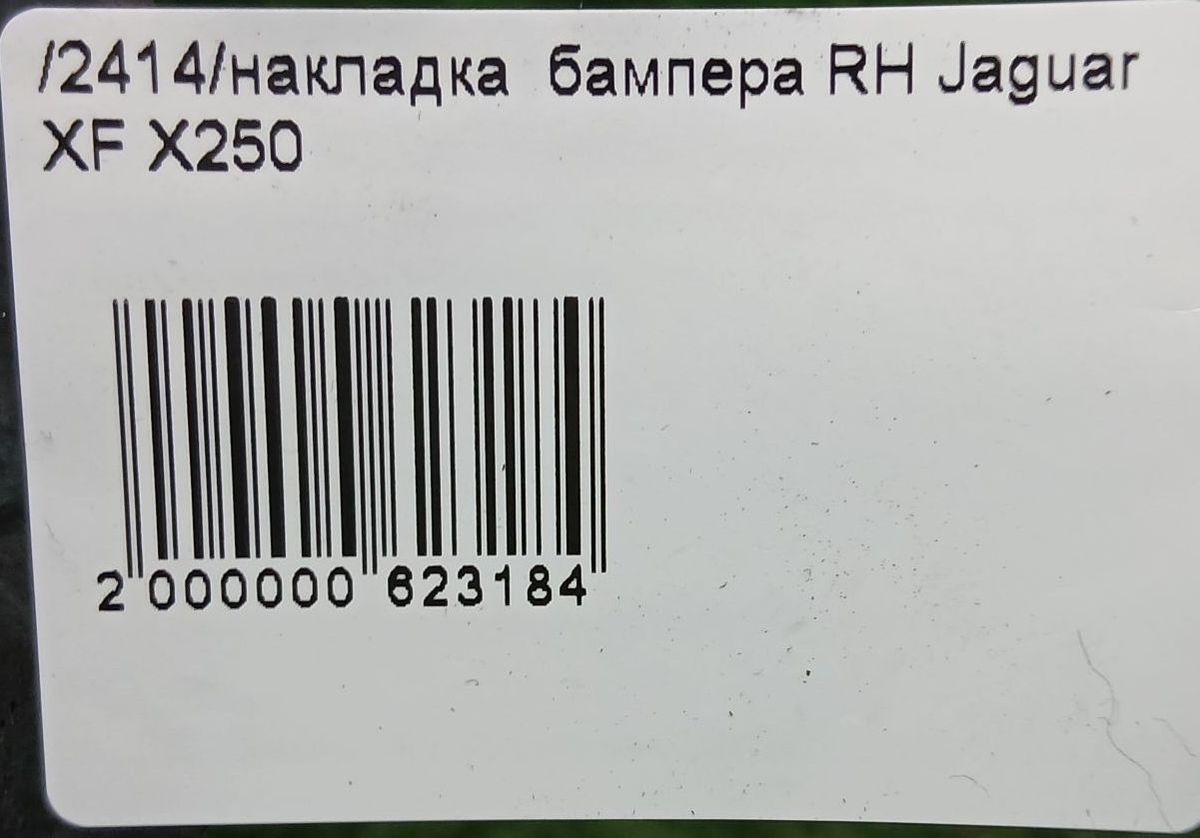 /2414/накладка бампера RH Jaguar
XF X250
2 000000 623184